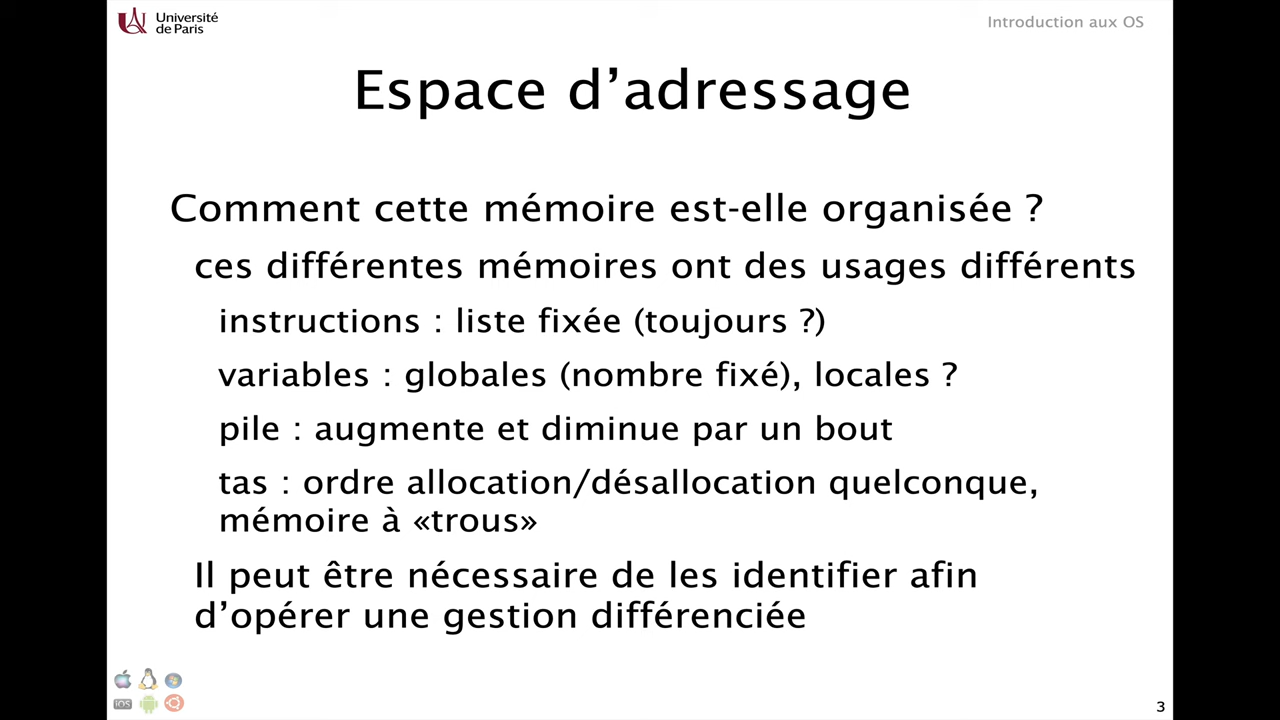 Université
de Paris
Introduction aux OS
Espace d’adressage
Comment cette mémoire est-elle organisée ?
ces différentes mémoires ont des usages différents
instructions : liste fixée (toujours ?)
variables : globales (nombre fixé), locales ?
pile : augmente et diminue par un bout
tas : ordre allocation/désallocation quelconque,
mémoire à «trous»
Il peut être nécessaire de les identifier afin
d’opérer une gestion différenciée
iOS
3